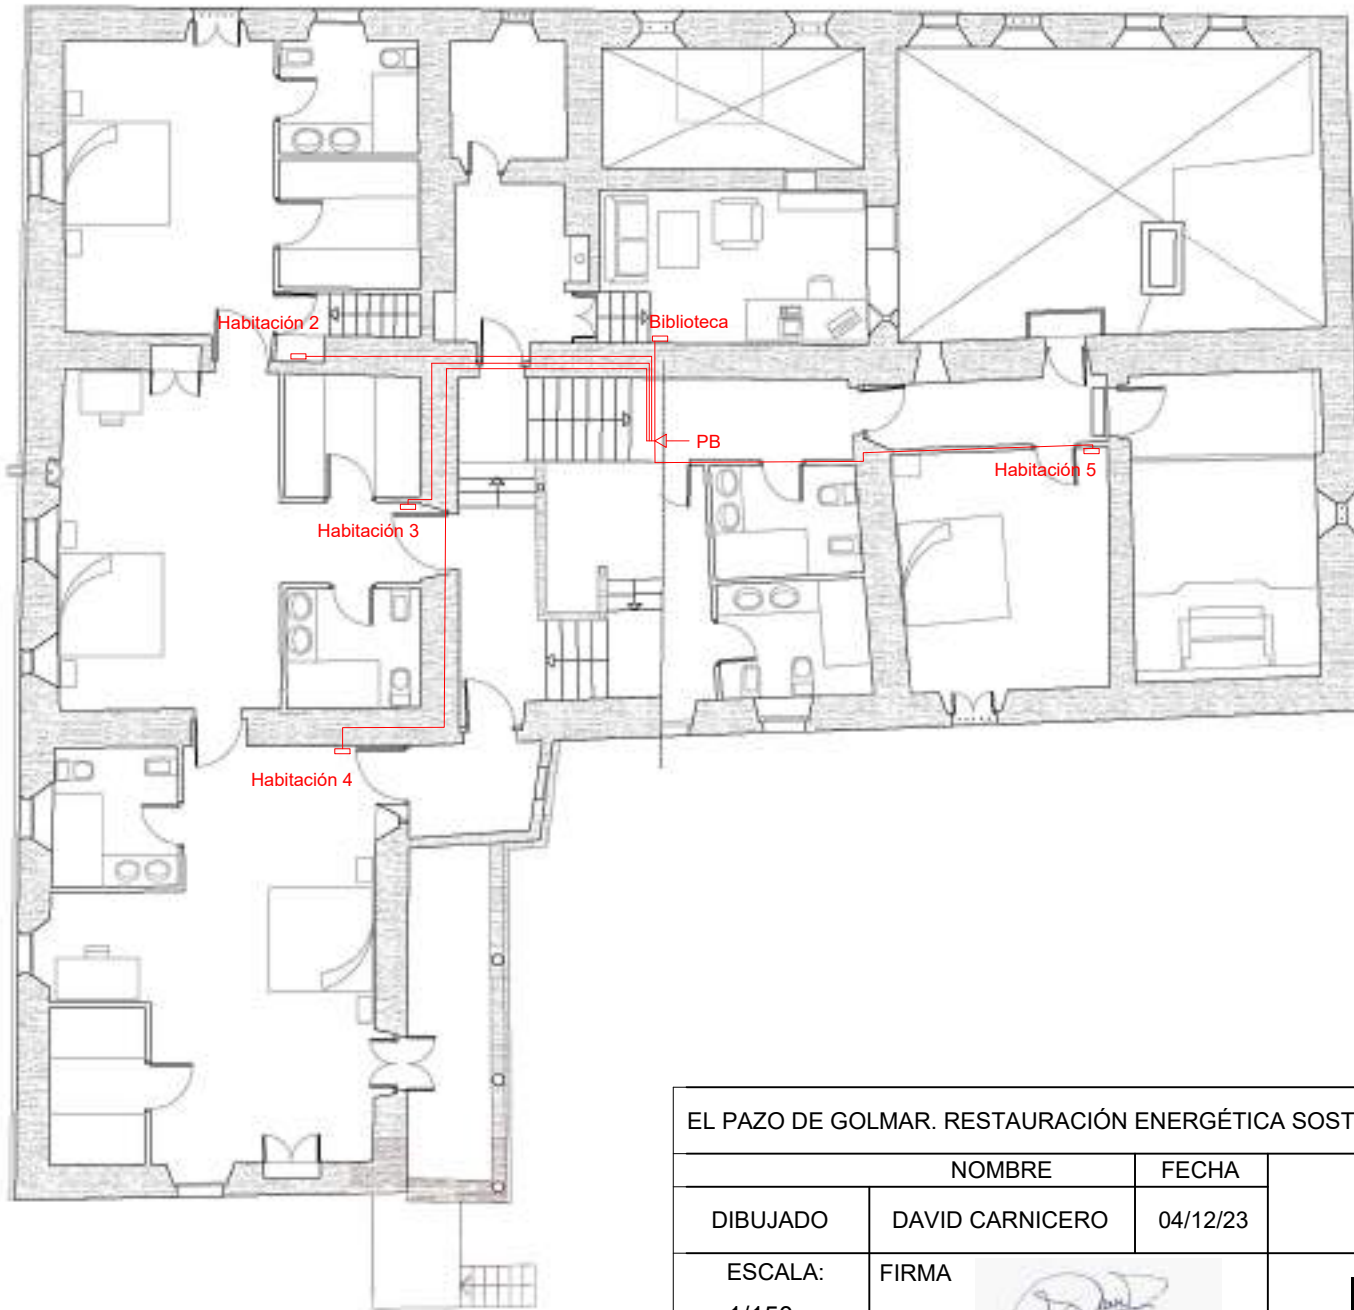 Habitación 2
Biblioteca
PB
Habitación 5
Habitación 3
Habitación 4
EL PAZO DE GOLMAR. RESTAURACIÓN ENERGÉTICA SOST
NOMBRE FECHA
DIBUJADO DAVID CARNICERO 04/12/23
ESCALA: FIRMA